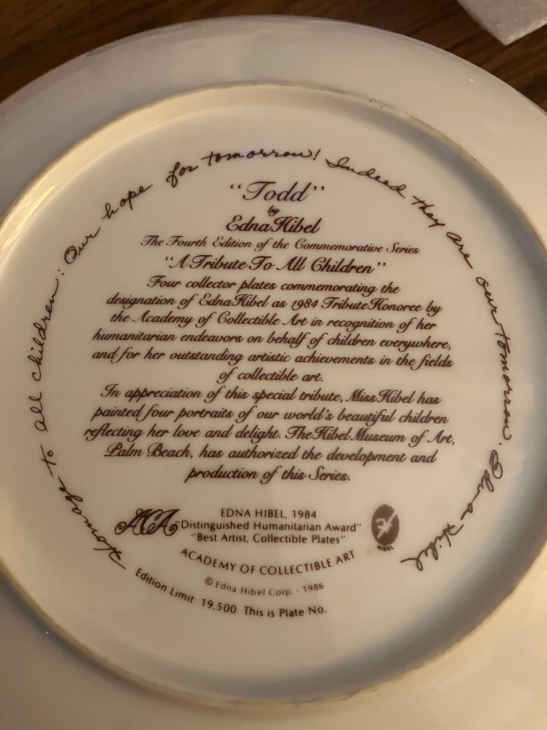 Homage to all children: Our hope for tomorrow! Indeed they are our tomorrow. Edna Hibel
"Todd"
by
Edna Hibel
The Fourth Edition of the Commemorative Series
"A Tribute To All Children"
Four collector plates commemorating the
designation of Edna Hibel as 1984 Tribute Honoree by
the Academy of Collectible Art in recognition of her
humanitarian endeavors on behalf of children everywhere,
and for her outstanding artistic achievements in the fields
of collectible art.
In appreciation of this special tribute, Miss Hibel has
painted four portraits of our world's beautiful children
reflecting her love and delight. The Hibel Museum of Art,
Palm Beach, has authorized the development and
production of this Series.
ACA
EDNA HIBEL, 1984
"Distinguished Humanitarian Award"
"Best Artist, Collectible Plates"
ACADEMY OF COLLECTIBLE ART
© Edna Hibel Corp. - 1986
Edition Limit 19,500 This is Plate No.